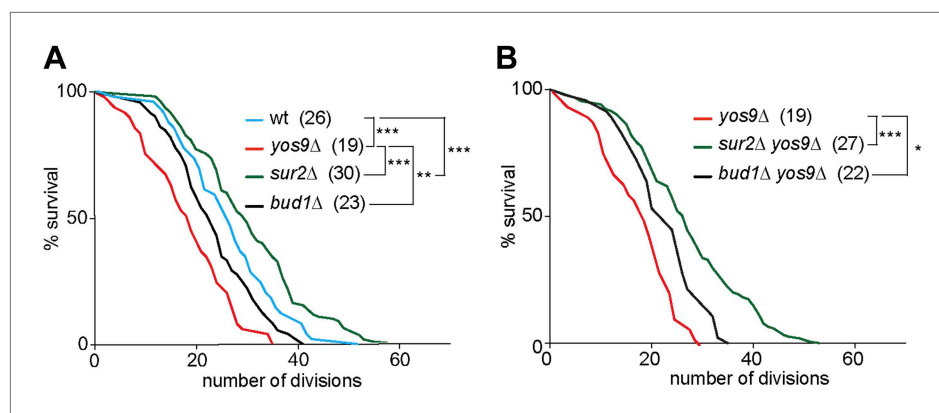 A
100
50
0
% survival
0
20
40
60
number of divisions
wt (26)
yos9Δ (19)
sur2Δ (30)
bud1Δ (23)
***
***
**
***
B
100
50
0
% survival
0
20
40
60
number of divisions
yos9Δ (19)
sur2Δ yos9Δ (27)
bud1Δ yos9Δ (22)
***
*